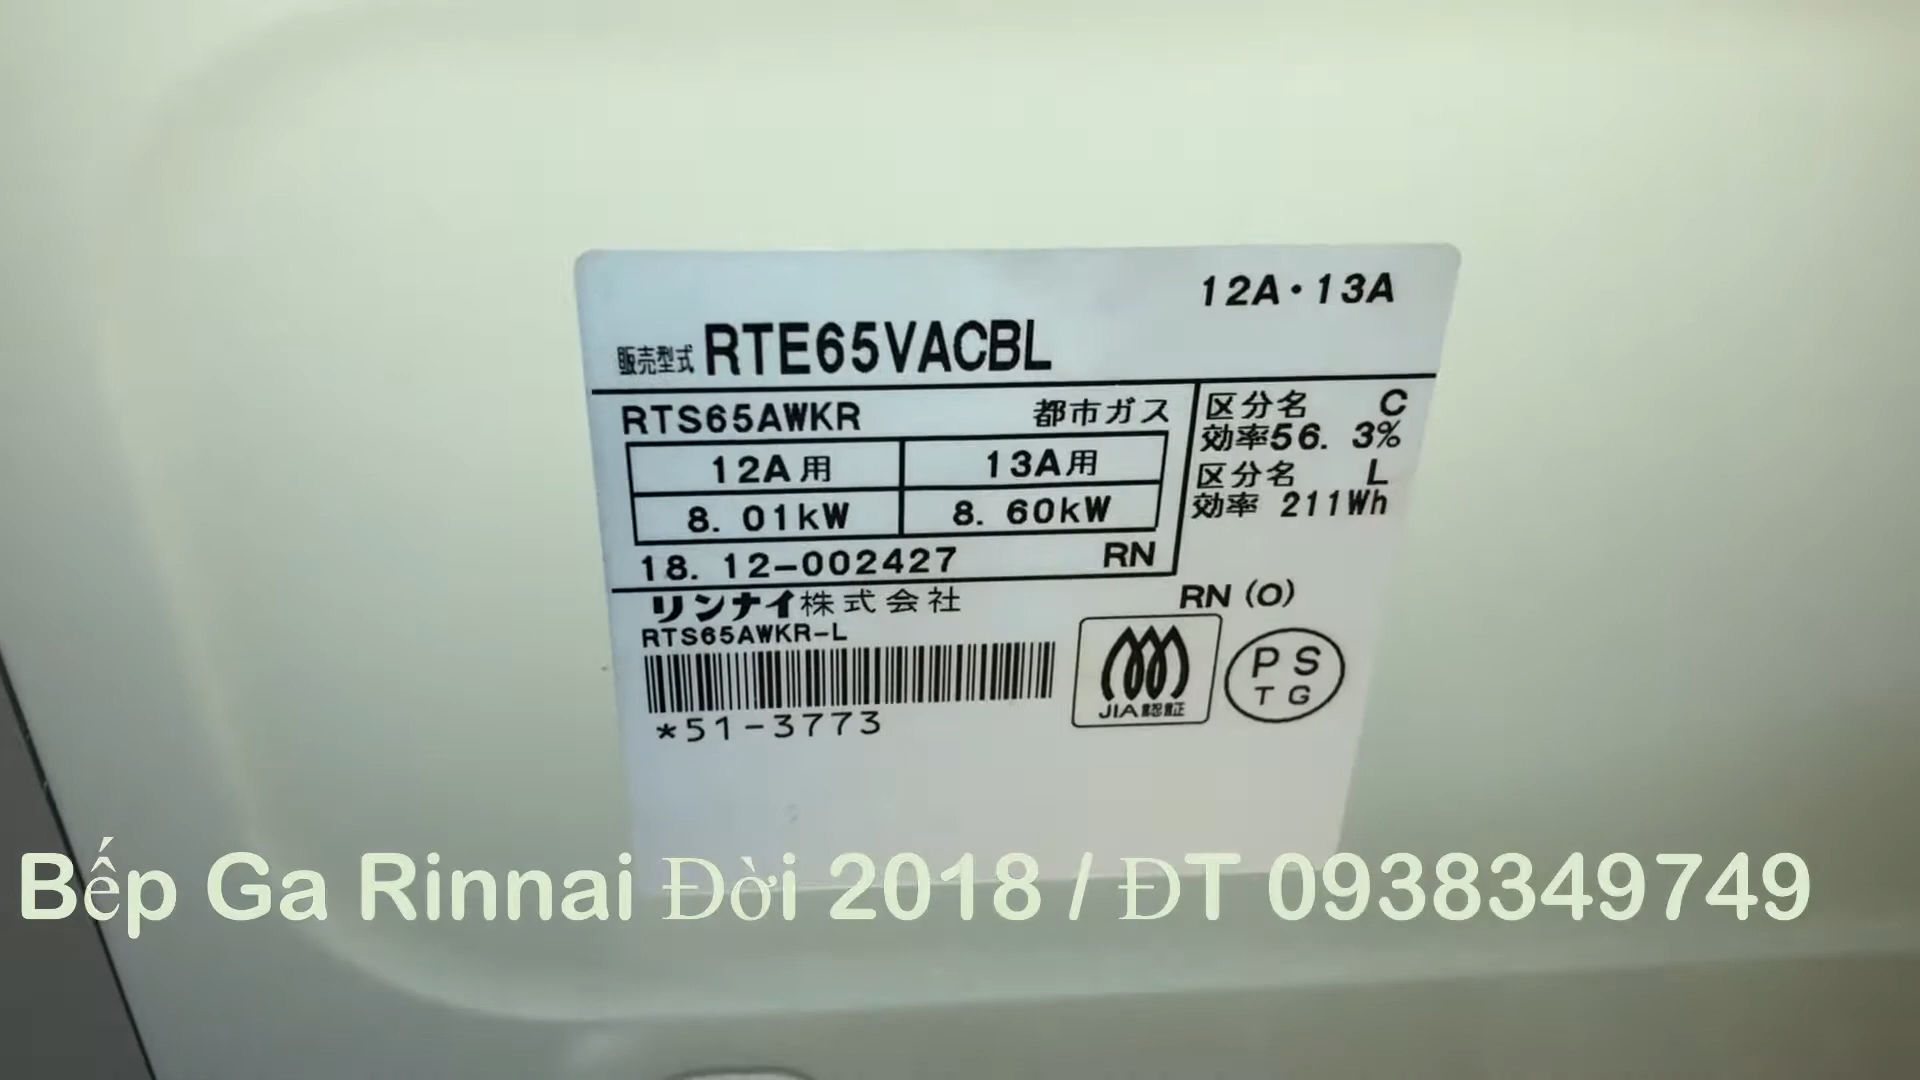 12A・13A
販売型式 RTE65VACBL
RTS65AWKR 都市ガス
12A用 13A用
8. 01kW 8. 60kW
18. 12-002427 RN
区分名 C
効率56. 3%
区分名 L
効率 211Wh
リンナイ株式会社
RN (O)
RTS65AWKR-L
*51-3773
JIA認証
PS
TG
Bếp Ga Rinnai Đời 2018 / ĐT 0938349749